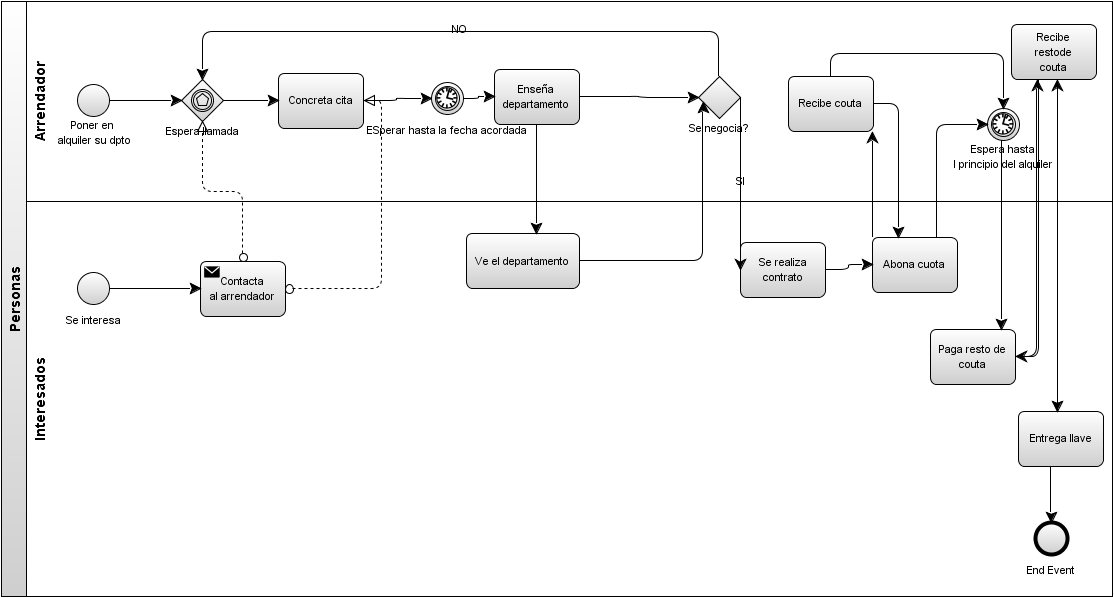 Personas
Arrendador
Poner en
alquiler su dpto
Espera llamada
NO
Concreta cita
ESperar hasta la fecha acordada
Enseña
departamento
Se negocia?
SI
Recibe couta
Espera hasta
l principio del alquiler
Recibe
restode
couta
Interesados
Se interesa
Contacta
al arrendador
Ve el departamento
Se realiza
contrato
Abona cuota
Paga resto de
couta
Entrega llave
End Event